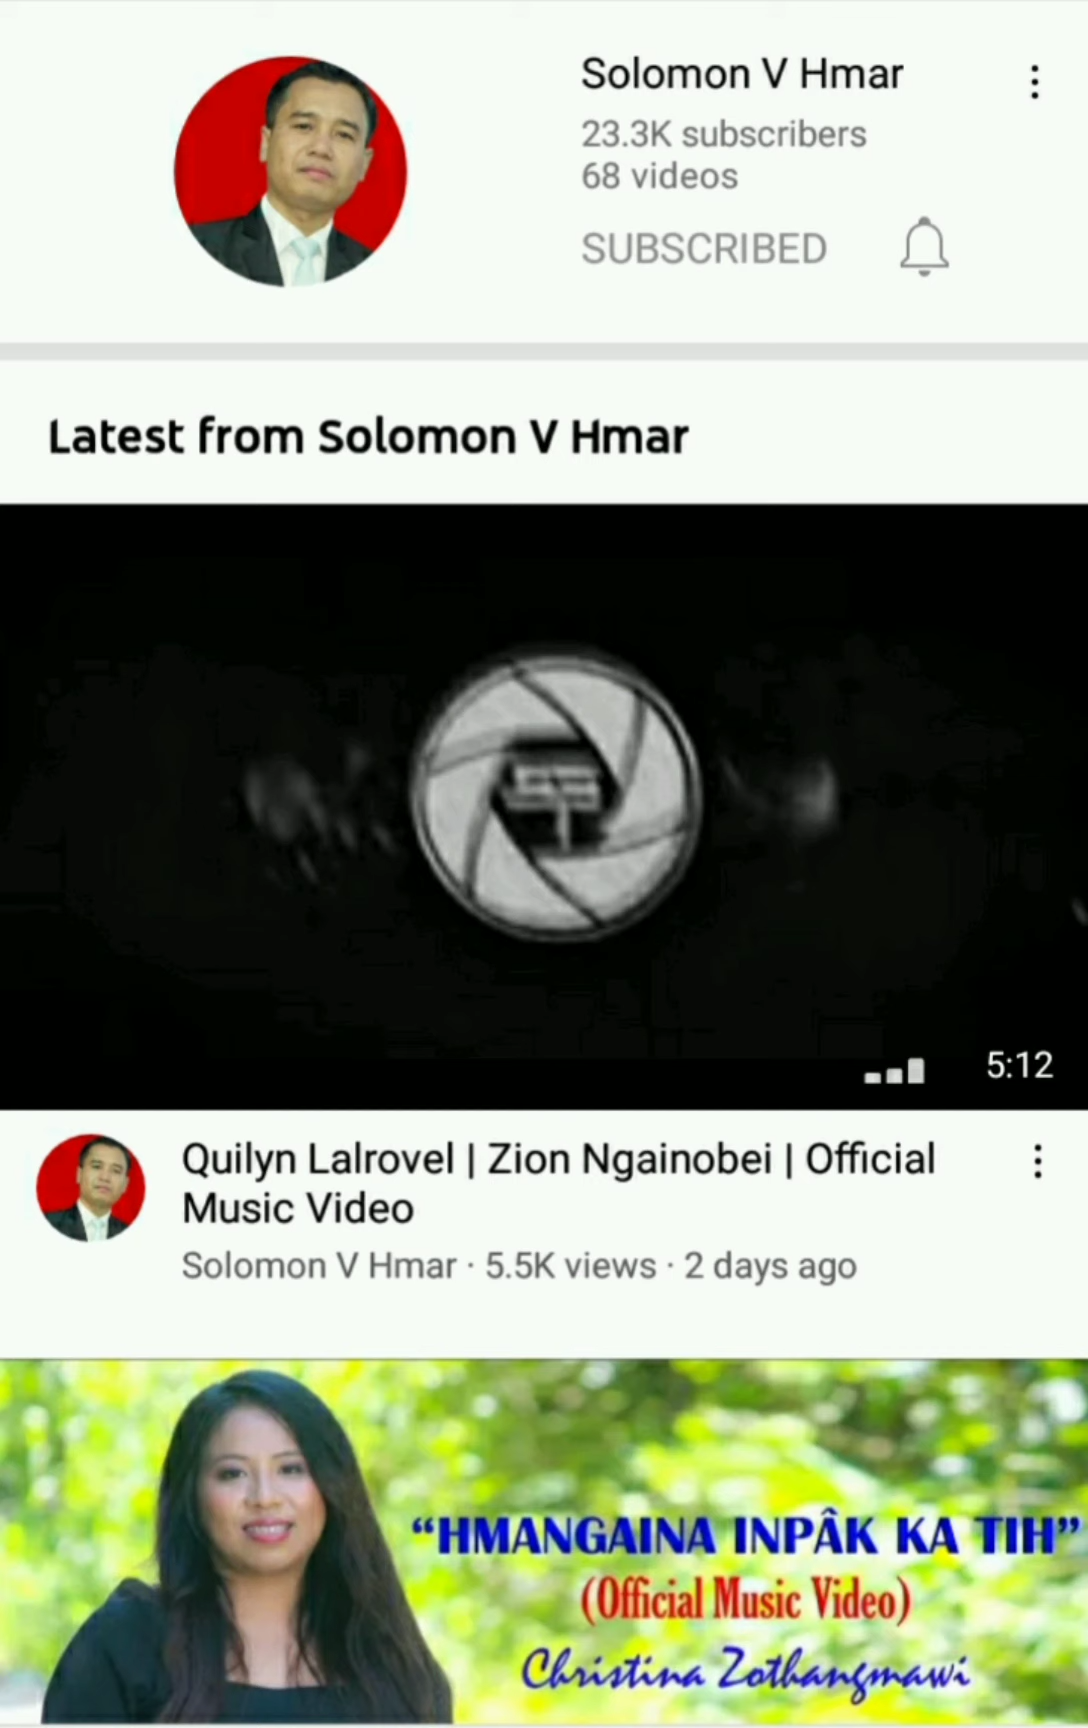 Solomon V Hmar
23.3K subscribers
68 videos
SUBSCRIBED
Latest from Solomon V Hmar
5:12
Quilyn Lalrovel | Zion Ngainobei | Official
Music Video
Solomon V Hmar · 5.5K views · 2 days ago
“HMANGAINA INPÂK KA TIH”
(Official Music Video)
Christina Zothangmawi